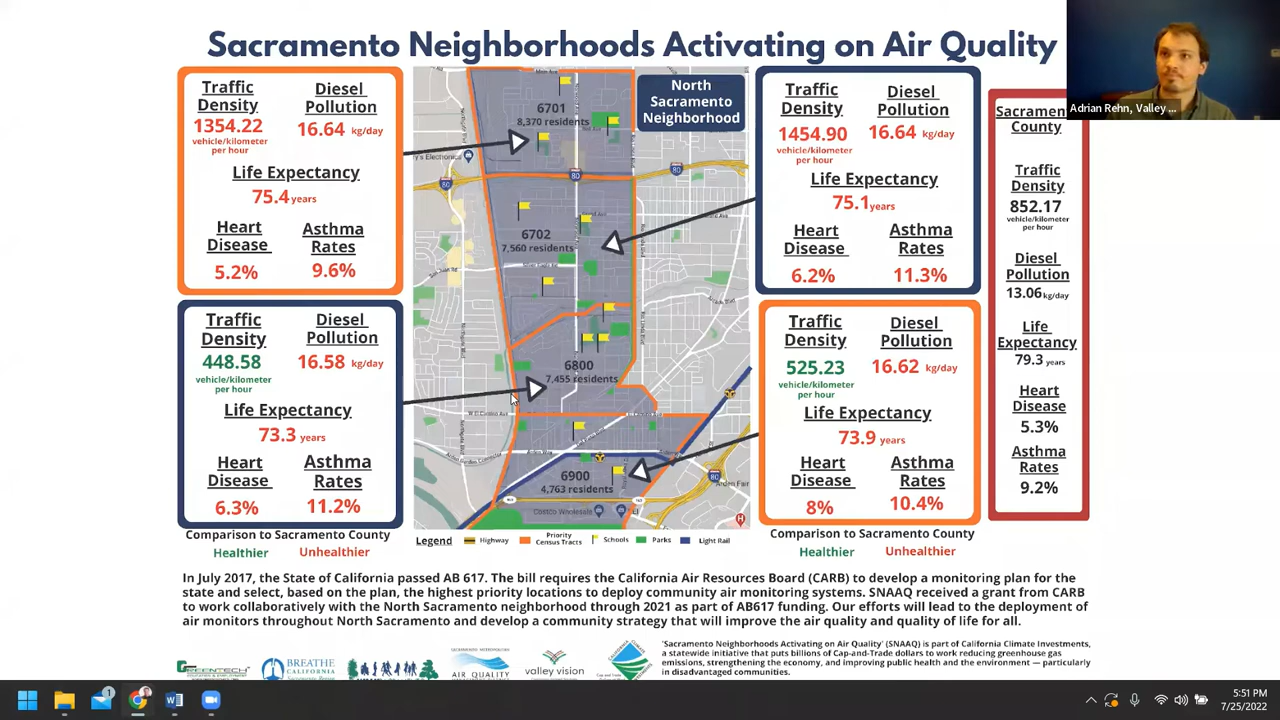 Sacramento Neighborhoods Activating on Air Quality
Adrian Rehn, Valley ...
Traffic
Density
1354.22
vehicle/kilometer
per hour
Diesel
Pollution
16.64 kg/day
Life Expectancy
75.4 years
Heart
Disease
5.2%
Asthma
Rates
9.6%
Traffic
Density
448.58
vehicle/kilometer
per hour
Diesel
Pollution
16.58 kg/day
Life Expectancy
73.3 years
Heart
Disease
6.3%
Asthma
Rates
11.2%
Comparison to Sacramento County
Healthier
Unhealthier
North
Sacramento
Neighborhood
6701
8,370 residents
80
80
80
6702
7,560 residents
6800
7,455 residents
6900
4,763 residents
80
Arden Fair
Costco Wholesale
Legend
Highway
Priority
Census Tracts
Schools
Parks
Light Rail
Traffic
Density
1454.90
vehicle/kilometer
per hour
Diesel
Pollution
16.64 kg/day
Life Expectancy
75.1 years
Heart
Disease
6.2%
Asthma
Rates
11.3%
Traffic
Density
525.23
vehicle/kilometer
per hour
Diesel
Pollution
16.62 kg/day
Life Expectancy
73.9 years
Heart
Disease
8%
Asthma
Rates
10.4%
Comparison to Sacramento County
Healthier
Unhealthier
County
Traffic
Density
852.17
vehicle/kilometer
per hour
Diesel
Pollution
13.06 kg/day
Life
Expectancy
79.3 years
Heart
Disease
5.3%
Asthma
Rates
9.2%
In July 2017, the State of California passed AB 617. The bill requires the California Air Resources Board (CARB) to develop a monitoring plan for the
state and select, based on the plan, the highest priority locations to deploy community air monitoring systems. SNAAQ received a grant from CARB
to work collaboratively with the North Sacramento neighborhood through 2021 as part of AB617 funding. Our efforts will lead to the deployment of
air monitors throughout North Sacramento and develop a community strategy that will improve the air quality and quality of life for all.
GREENTECH
BREATHE
CALIFORNIA
SACRAMENTO METROPOLITAN
AIR QUALITY
valley vision
'Sacramento Neighborhoods Activating on Air Quality' (SNAAQ) is part of California Climate Investments,
a statewide initiative that puts billions of Cap-and-Trade dollars to work reducing greenhouse gas
emissions, strengthening the economy, and improving public health and the environment — particularly
in disadvantaged communities.
5:51 PM
7/25/2022